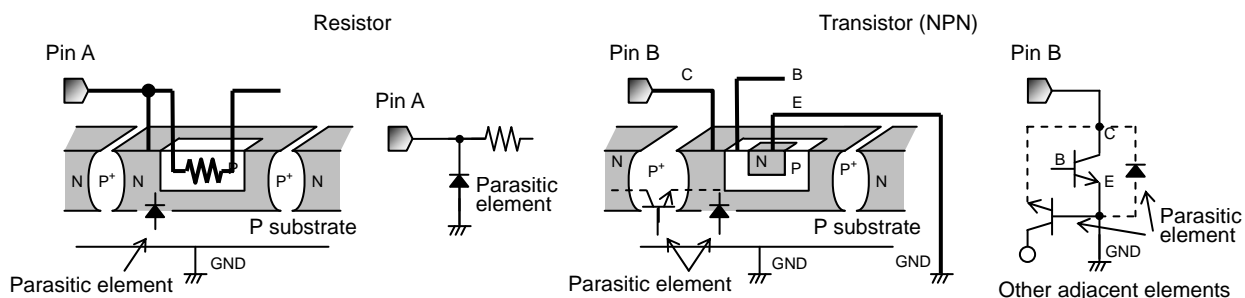 Resistor
Transistor (NPN)
Pin A
Pin B
Pin B
C
B
E
Pin A
C
B
E
N
P+
N
P
P+
N
N
P+
N
P
P+
N
Parasitic
element
Parasitic
element
P substrate
P substrate
GND
GND
GND
GND
Parasitic element
Parasitic element
Other adjacent elements